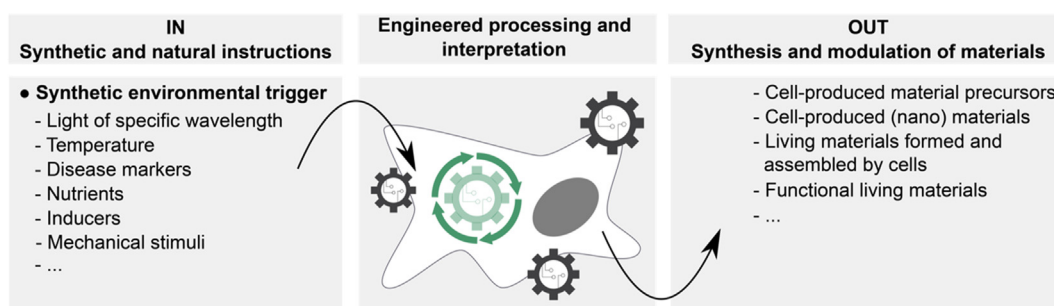 IN
Synthetic and natural instructions
● Synthetic environmental trigger
- Light of specific wavelength
- Temperature
- Disease markers
- Nutrients
- Inducers
- Mechanical stimuli
- ...
Engineered processing and
interpretation
OUT
Synthesis and modulation of materials
- Cell-produced material precursors
- Cell-produced (nano) materials
- Living materials formed and
assembled by cells
- Functional living materials
- ...